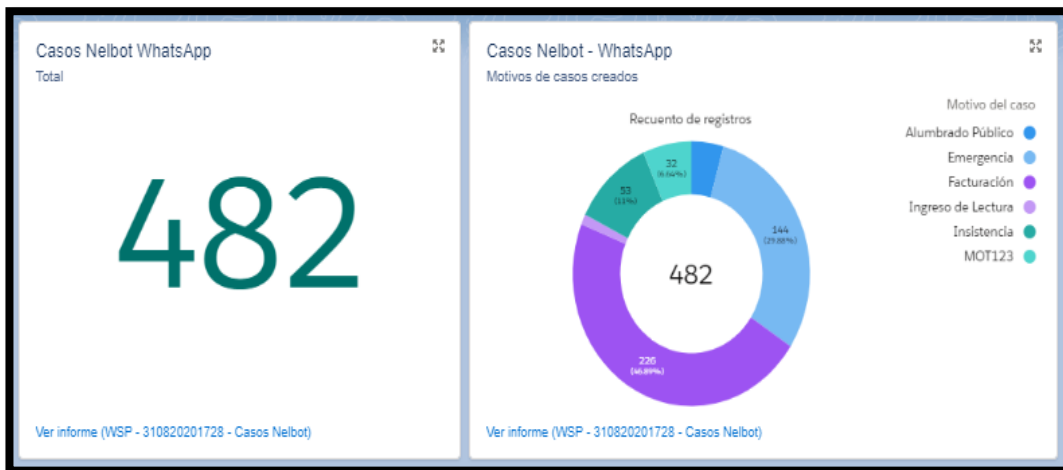 Casos Nelbot WhatsApp
Total
482
Ver informe (WSP - 310820201728 - Casos Nelbot)
Casos Nelbot - WhatsApp
Motivos de casos creados
Recuento de registros
32
(6.64%)
53
(11%)
144
(29.88%)
482
226
(46.89%)
Motivo del caso
Alumbrado Público
Emergencia
Facturación
Ingreso de Lectura
Insistencia
MOT123
Ver informe (WSP - 310820201728 - Casos Nelbot)